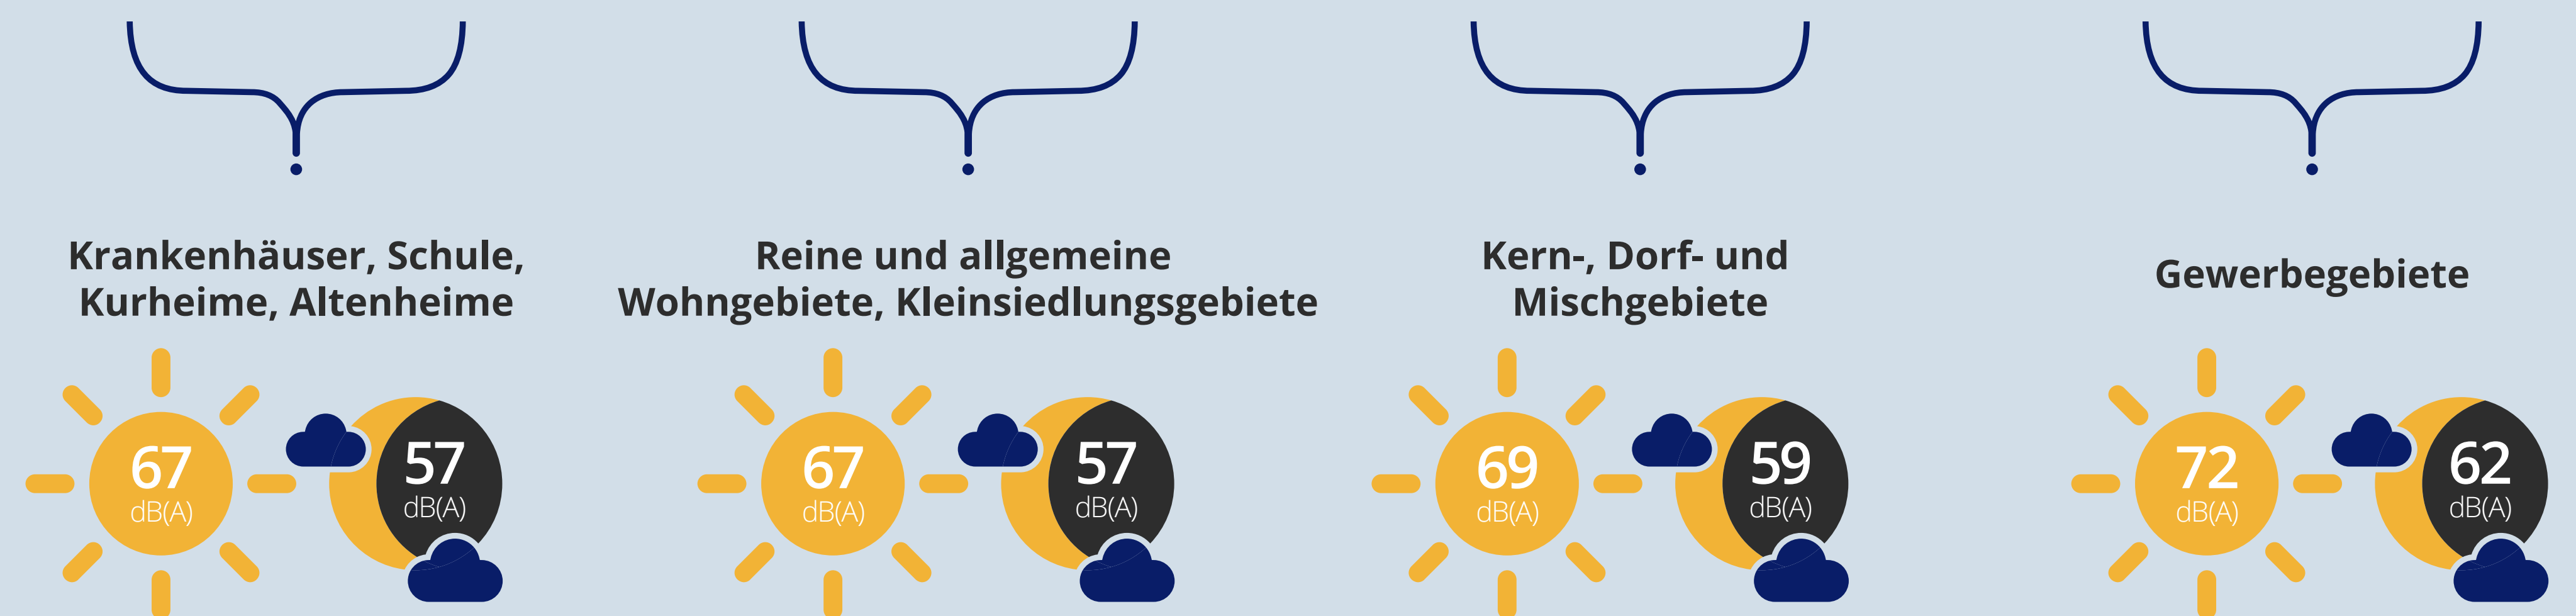 Krankenhäuser, Schule,
Kurheime, Altenheime
67
dB(A)
57
dB(A)
Reine und allgemeine
Wohngebiete, Kleinsiedlungsgebiete
67
dB(A)
57
dB(A)
Kern-, Dorf- und
Mischgebiete
69
dB(A)
59
dB(A)
Gewerbegebiete
72
dB(A)
62
dB(A)